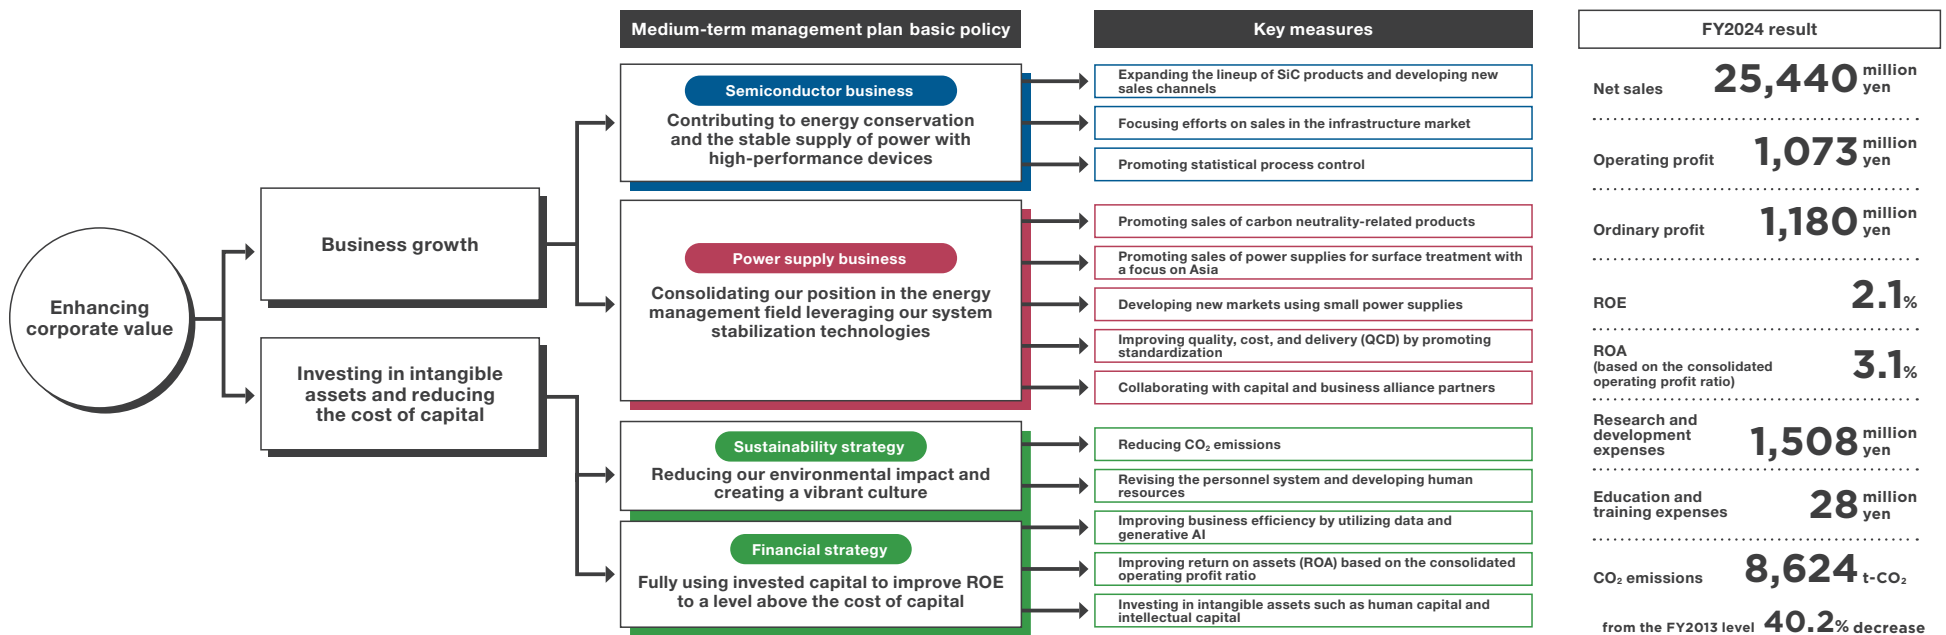 Enhancing
corporate value
Business growth
Investing in intangible
assets and reducing
the cost of capital
Medium-term management plan basic policy
Semiconductor business
Contributing to energy conservation
and the stable supply of power with
high-performance devices
Power supply business
Consolidating our position in the energy
management field leveraging our system
stabilization technologies
Sustainability strategy
Reducing our environmental impact and
creating a vibrant culture
Financial strategy
Fully using invested capital to improve ROE
to a level above the cost of capital
Key measures
Expanding the lineup of SiC products and developing new
sales channels
Focusing efforts on sales in the infrastructure market
Promoting statistical process control
Promoting sales of carbon neutrality-related products
Promoting sales of power supplies for surface treatment with
a focus on Asia
Developing new markets using small power supplies
Improving quality, cost, and delivery (QCD) by promoting
standardization
Collaborating with capital and business alliance partners
Reducing CO₂ emissions
Revising the personnel system and developing human
resources
Improving business efficiency by utilizing data and
generative AI
Improving return on assets (ROA) based on the consolidated
operating profit ratio
Investing in intangible assets such as human capital and
intellectual capital
FY2024 result
Net sales 25,440 million yen
Operating profit 1,073 million yen
Ordinary profit 1,180 million yen
ROE 2.1%
ROA
(based on the consolidated
operating profit ratio) 3.1%
Research and
development
expenses 1,508 million yen
Education and
training expenses 28 million yen
CO₂ emissions 8,624 t-CO₂
from the FY2013 level 40.2% decrease